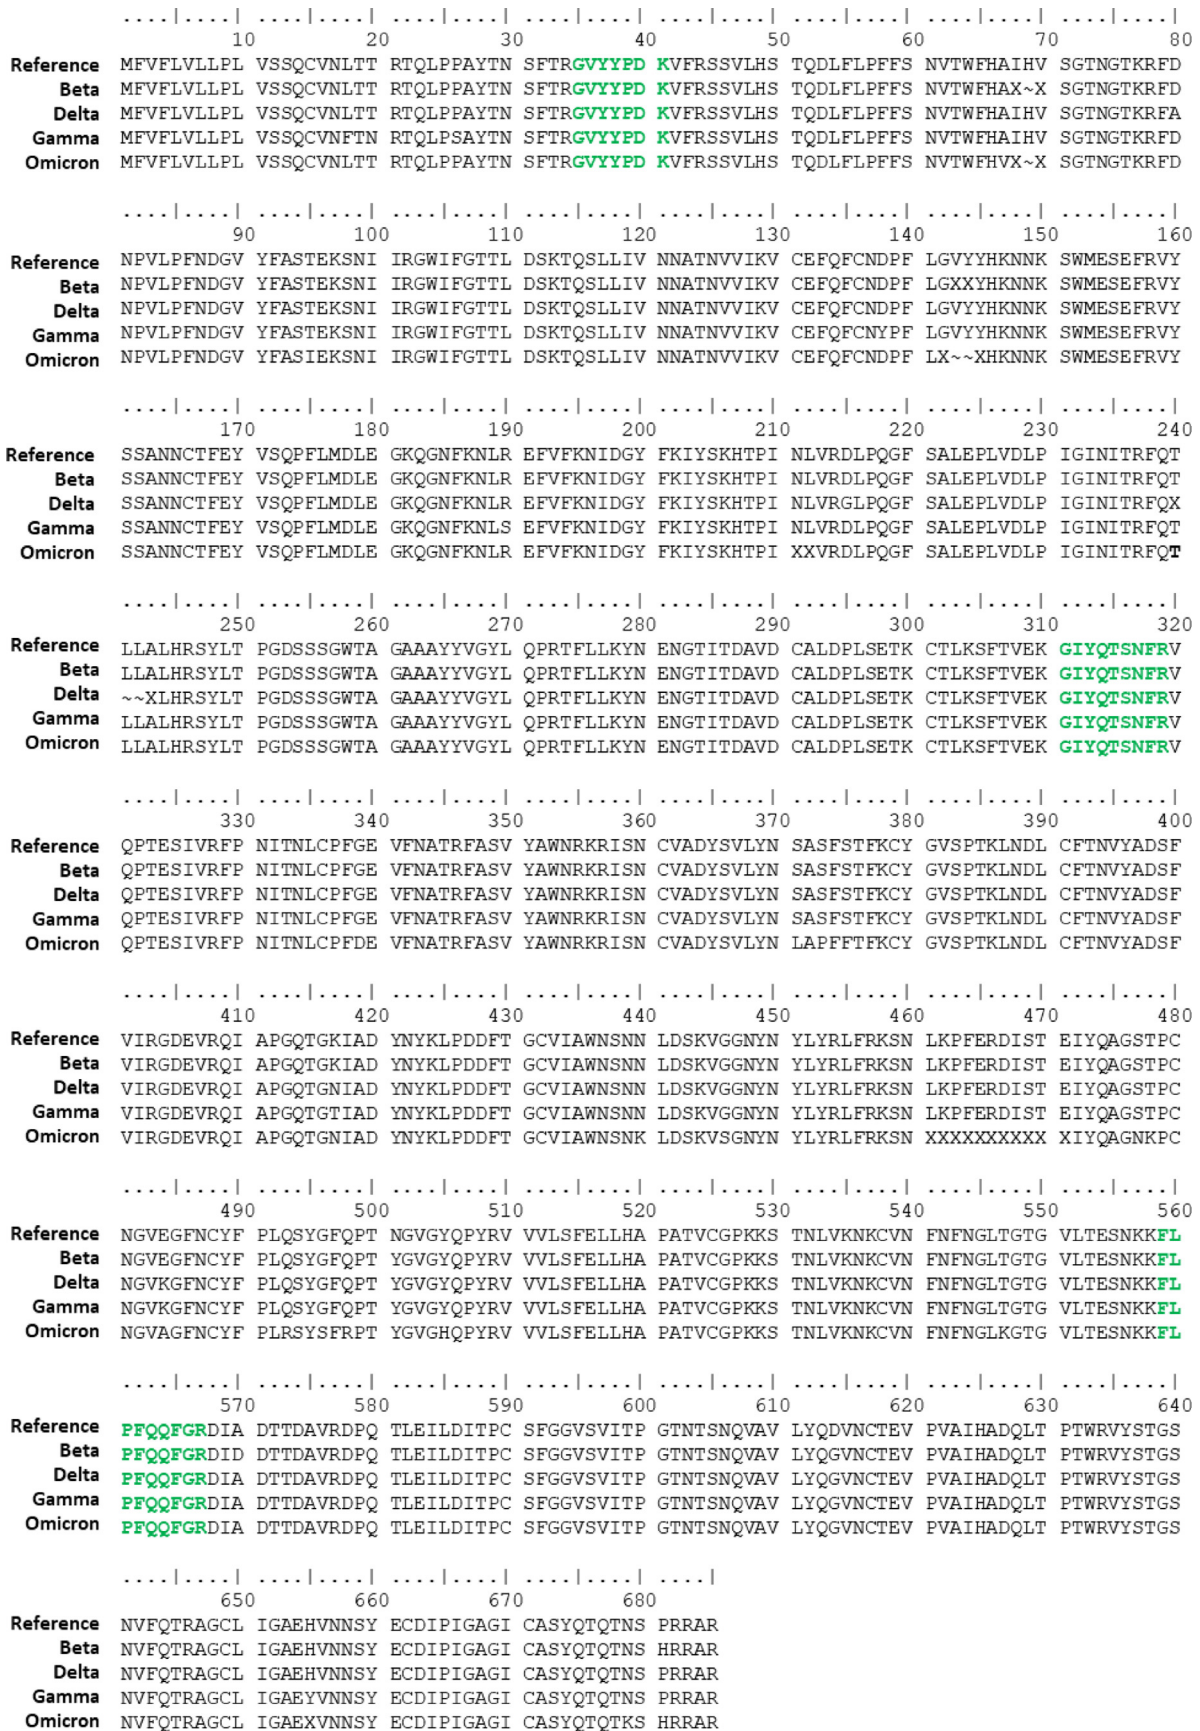 ....|....| ....|....| ....|....| ....|....| ....|....| ....|....| ....|....| ....|....|
10 20 30 40 50 60 70 80
Reference MFVFLVLLPL VSSQCVNLTT RTQLPPAYTN SFTRGVYYPD KVFRSSVLHS TQDLFLPFFS NVTWFHAIHV SGTNGTKRFD
Beta MFVFLVLLPL VSSQCVNLTT RTQLPPAYTN SFTRGVYYPD KVFRSSVLHS TQDLFLPFFS NVTWFHAX~X SGTNGTKRFD
Delta MFVFLVLLPL VSSQCVNLTT RTQLPPAYTN SFTRGVYYPD KVFRSSVLHS TQDLFLPFFS NVTWFHAIHV SGTNGTKRFA
Gamma MFVFLVLLPL VSSQCVNFTN RTQLPSAYTN SFTRGVYYPD KVFRSSVLHS TQDLFLPFFS NVTWFHAIHV SGTNGTKRFD
Omicron MFVFLVLLPL VSSQCVNLTT RTQLPPAYTN SFTRGVYYPD KVFRSSVLHS TQDLFLPFFS NVTWFHVX~X SGTNGTKRFD
....|....| ....|....| ....|....| ....|....| ....|....| ....|....| ....|....| ....|....|
90 100 110 120 130 140 150 160
Reference NPVLPFNDGV YFASTEKSNI IRGWIFGTTL DSKTQSLLIV NNATNVVIKV CEFQFCNDPF LGVYYHKNNK SWMESEFRVY
Beta NPVLPFNDGV YFASTEKSNI IRGWIFGTTL DSKTQSLLIV NNATNVVIKV CEFQFCNDPF LGXXYHKNNK SWMESEFRVY
Delta NPVLPFNDGV YFASTEKSNI IRGWIFGTTL DSKTQSLLIV NNATNVVIKV CEFQFCNDPF LGVYYHKNNK SWMESEFRVY
Gamma NPVLPFNDGV YFASTEKSNI IRGWIFGTTL DSKTQSLLIV NNATNVVIKV CEFQFCNYPF LGVYYHKNNK SWMESEFRVY
Omicron NPVLPFNDGV YFASIEKSNI IRGWIFGTTL DSKTQSLLIV NNATNVVIKV CEFQFCNDPF LX~~XHKNNK SWMESEFRVY
....|....| ....|....| ....|....| ....|....| ....|....| ....|....| ....|....| ....|....|
170 180 190 200 210 220 230 240
Reference SSANNCTFEY VSQPFLMDLE GKQGNFKNLR EFVFKNIDGY FKIYSKHTPI NLVRDLPQGF SALEPLVDLP IGINITRFQT
Beta SSANNCTFEY VSQPFLMDLE GKQGNFKNLR EFVFKNIDGY FKIYSKHTPI NLVRDLPQGF SALEPLVDLP IGINITRFQT
Delta SSANNCTFEY VSQPFLMDLE GKQGNFKNLR EFVFKNIDGY FKIYSKHTPI NLVRGLPQGF SALEPLVDLP IGINITRFQX
Gamma SSANNCTFEY VSQPFLMDLE GKQGNFKNLS EFVFKNIDGY FKIYSKHTPI NLVRDLPQGF SALEPLVDLP IGINITRFQT
Omicron SSANNCTFEY VSQPFLMDLE GKQGNFKNLR EFVFKNIDGY FKIYSKHTPI XXVRDLPQGF SALEPLVDLP IGINITRFQT
....|....| ....|....| ....|....| ....|....| ....|....| ....|....| ....|....| ....|....|
250 260 270 280 290 300 310 320
Reference LLALHRSYLT PGDSSSGWTA GAAAYYVGYL QPRTFLLKYN ENGTITDAVD CALDPLSETK CTLKSFTVEK GIYQTSNFRV
Beta LLALHRSYLT PGDSSSGWTA GAAAYYVGYL QPRTFLLKYN ENGTITDAVD CALDPLSETK CTLKSFTVEK GIYQTSNFRV
Delta ~~XLHRSYLT PGDSSSGWTA GAAAYYVGYL QPRTFLLKYN ENGTITDAVD CALDPLSETK CTLKSFTVEK GIYQTSNFRV
Gamma LLALHRSYLT PGDSSSGWTA GAAAYYVGYL QPRTFLLKYN ENGTITDAVD CALDPLSETK CTLKSFTVEK GIYQTSNFRV
Omicron LLALHRSYLT PGDSSSGWTA GAAAYYVGYL QPRTFLLKYN ENGTITDAVD CALDPLSETK CTLKSFTVEK GIYQTSNFRV
....|....| ....|....| ....|....| ....|....| ....|....| ....|....| ....|....| ....|....|
330 340 350 360 370 380 390 400
Reference QPTESIVRFP NITNLCPFGE VFNATRFASV YAWNRKRISN CVADYSVLYN SASFSTFKCY GVSPTKLNDL CFTNVYADSF
Beta QPTESIVRFP NITNLCPFGE VFNATRFASV YAWNRKRISN CVADYSVLYN SASFSTFKCY GVSPTKLNDL CFTNVYADSF
Delta QPTESIVRFP NITNLCPFGE VFNATRFASV YAWNRKRISN CVADYSVLYN SASFSTFKCY GVSPTKLNDL CFTNVYADSF
Gamma QPTESIVRFP NITNLCPFGE VFNATRFASV YAWNRKRISN CVADYSVLYN SASFSTFKCY GVSPTKLNDL CFTNVYADSF
Omicron QPTESIVRFP NITNLCPFDE VFNATRFASV YAWNRKRISN CVADYSVLYN LAPFFTFKCY GVSPTKLNDL CFTNVYADSF
....|....| ....|....| ....|....| ....|....| ....|....| ....|....| ....|....| ....|....|
410 420 430 440 450 460 470 480
Reference VIRGDEVRQI APGQTGKIAD YNYKLPDDFT GCVIAWNSNN LDSKVGGNYN YLYRLFRKSN LKPFERDIST EIYQAGSTPC
Beta VIRGDEVRQI APGQTGKIAD YNYKLPDDFT GCVIAWNSNN LDSKVGGNYN YLYRLFRKSN LKPFERDIST EIYQAGSTPC
Delta VIRGDEVRQI APGQTGKIAD YNYKLPDDFT GCVIAWNSNN LDSKVGGNYN YLYRLFRKSN LKPFERDIST EIYQAGSTPC
Gamma VIRGDEVRQI APGQTGTIAD YNYKLPDDFT GCVIAWNSNN LDSKVGGNYN YLYRLFRKSN LKPFERDIST EIYQAGSTPC
Omicron VIRGDEVRQI APGQTGNIAD YNYKLPDDFT GCVIAWNSNK LDSKVSGNYN YLYRLFRKSN XXXXXXXXXX XIYQAGNKPC
....|....| ....|....| ....|....| ....|....| ....|....| ....|....| ....|....| ....|....|
490 500 510 520 530 540 550 560
Reference NGVEGFNCYF PLQSYGFQPT NGVGYQPYRV VVLSFELLHA PATVCGPKKS TNLVKNKCVN FNFNGLTGTG VLTESNKKFL
Beta NGVKGFNCYF PLQSYGFQPT YGVGYQPYRV VVLSFELLHA PATVCGPKKS TNLVKNKCVN FNFNGLTGTG VLTESNKKFL
Delta NGVKGFNCYF PLQSYGFQPT YGVGYQPYRV VVLSFELLHA PATVCGPKKS TNLVKNKCVN FNFNGLTGTG VLTESNKKFL
Gamma NGVKGFNCYF PLQSYGFQPT YGVGYQPYRV VVLSFELLHA PATVCGPKKS TNLVKNKCVN FNFNGLTGTG VLTESNKKFL
Omicron NGVAGFNCYF PLRSYSFRPT YGVGHQPYRV VVLSFELLHA PATVCGPKKS TNLVKNKCVN FNFNGLKGTG VLTESNKKFL
....|....| ....|....| ....|....| ....|....| ....|....| ....|....| ....|....| ....|....|
570 580 590 600 610 620 630 640
Reference PFQQFGRDIA DTTDAVRDPQ TLEILDITPC SFGGVSVITP GTNTSNQVAV LYQDVNCTEV PVAIHADQLT PTWRVYSTGS
Beta PFQQFGRDID DTTDAVRDPQ TLEILDITPC SFGGVSVITP GTNTSNQVAV LYQGVNCTEV PVAIHADQLT PTWRVYSTGS
Delta PFQQFGRDIA DTTDAVRDPQ TLEILDITPC SFGGVSVITP GTNTSNQVAV LYQGVNCTEV PVAIHADQLT PTWRVYSTGS
Gamma PFQQFGRDIA DTTDAVRDPQ TLEILDITPC SFGGVSVITP GTNTSNQVAV LYQGVNCTEV PVAIHADQLT PTWRVYSTGS
Omicron PFQQFGRDIA DTTDAVRDPQ TLEILDITPC SFGGVSVITP GTNTSNQVAV LYQGVNCTEV PVAIHADQLT PTWRVYSTGS
....|....| ....|....| ....|....| ....|....| ....|
650 660 670 680
Reference NVFQTRAGCL IGAEHVNNSY ECDIPIGAGI CASYQTQTNS PRRAR
Beta NVFQTRAGCL IGAEHVNNSY ECDIPIGAGI CASYQTQTNS HRRAR
Delta NVFQTRAGCL IGAEHVNNSY ECDIPIGAGI CASYQTQTNS PRRAR
Gamma NVFQTRAGCL IGAEYVNNSY ECDIPIGAGI CASYQTQTNS PRRAR
Omicron NVFQTRAGCL IGAEXVNNSY ECDIPIGAGI CASYQTQTKS HRRAR